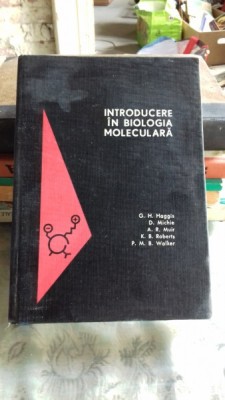 INTRODUCERE
ÎN BIOLOGIA
MOLECULARĂ
G. H. Haggis
D. Michie
A. R. Muir
K. B. Roberts
P. M. B. Walker